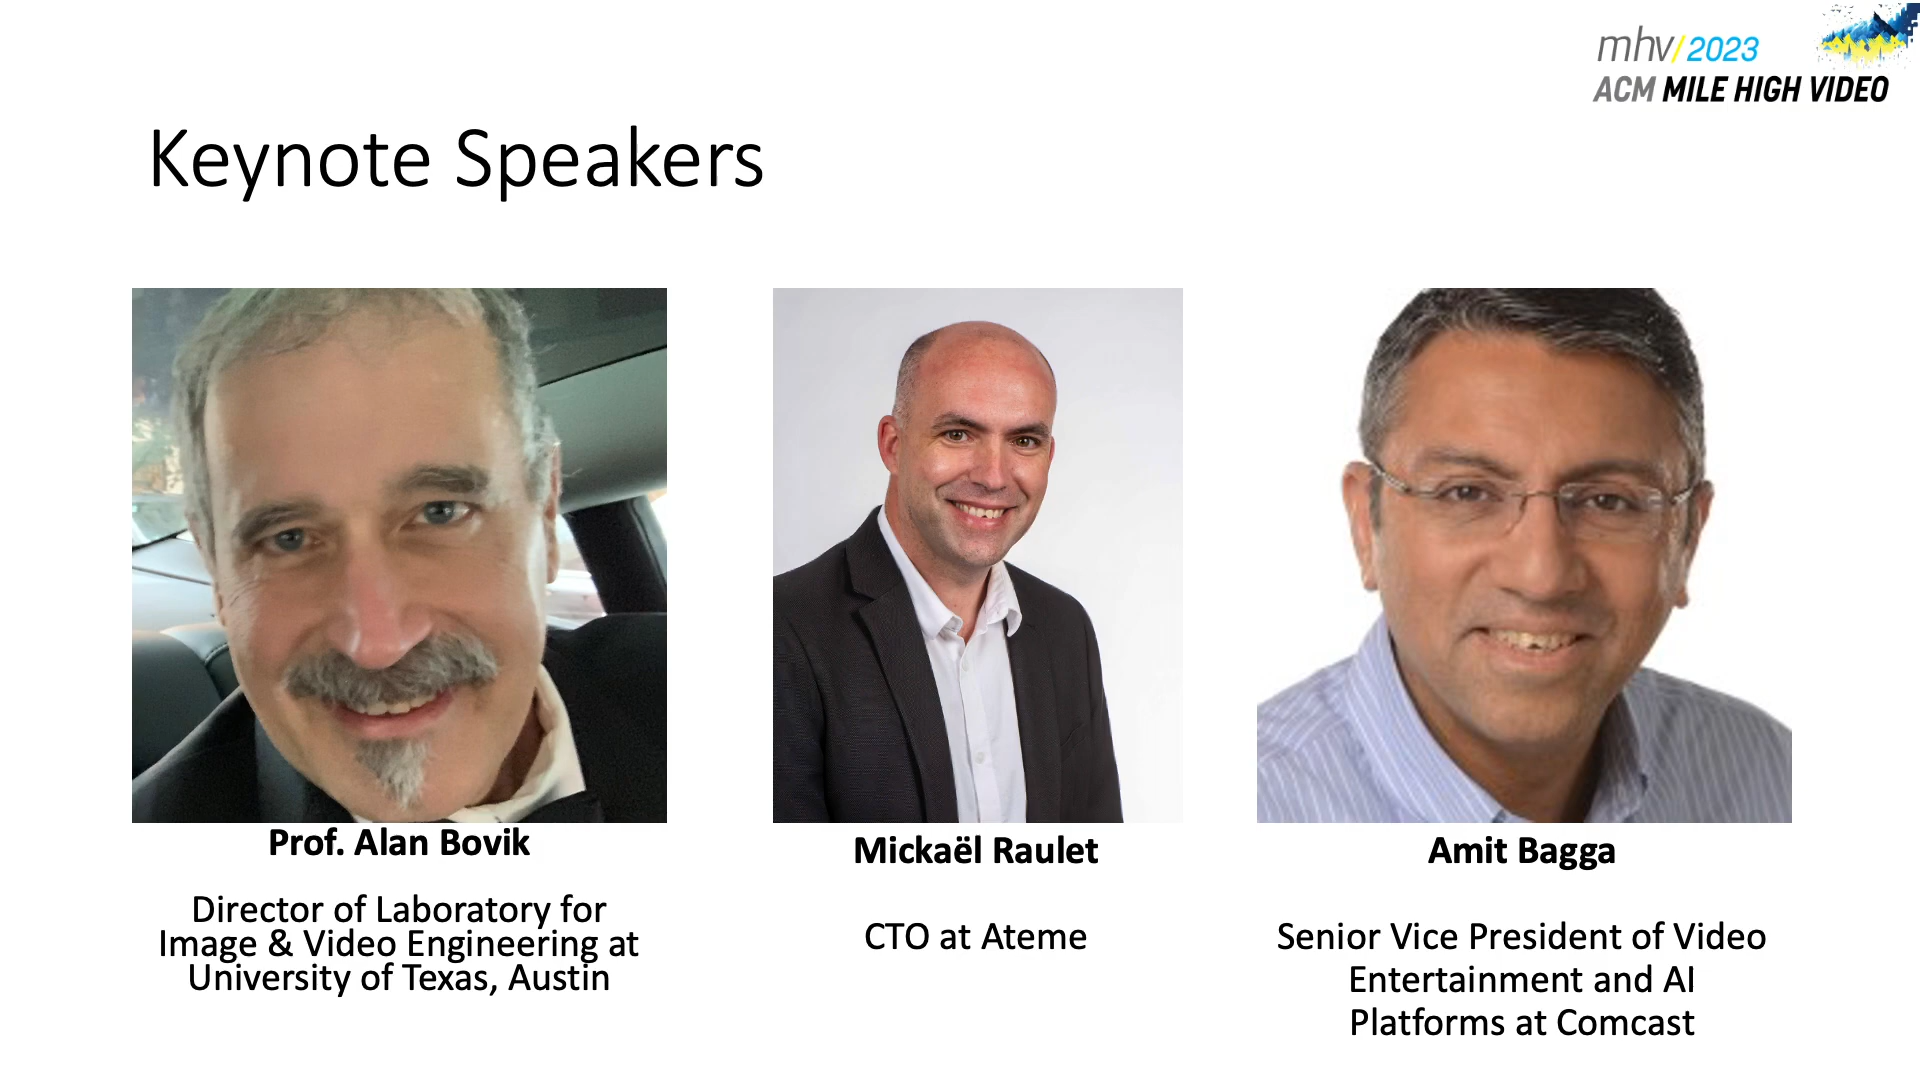 mhv/2023
ACM MILE HIGH VIDEO
Keynote Speakers
Prof. Alan Bovik
Director of Laboratory for
Image & Video Engineering at
University of Texas, Austin
Mickaël Raulet
CTO at Ateme
Amit Bagga
Senior Vice President of Video
Entertainment and AI
Platforms at Comcast